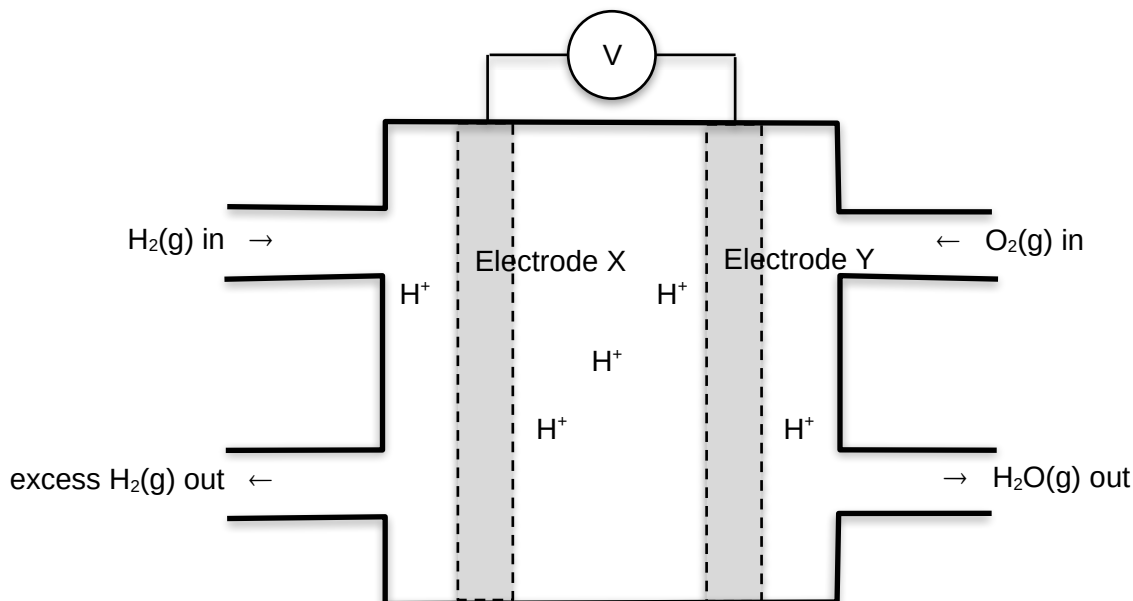 V
H₂(g) in →
← O₂(g) in
Electrode X
Electrode Y
H⁺
H⁺
H⁺
H⁺
H⁺
excess H₂(g) out ←
→ H₂O(g) out